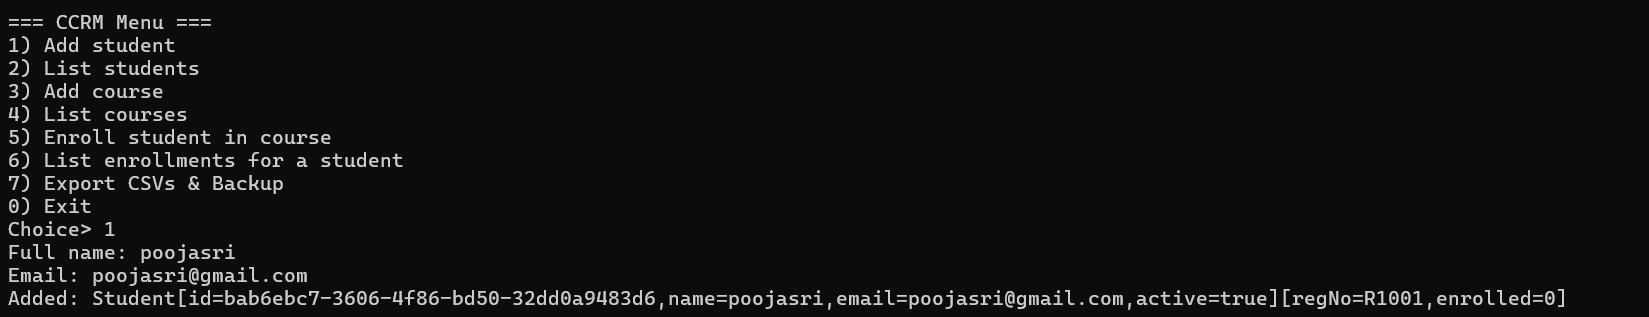 === CCRM Menu ===
1) Add student
2) List students
3) Add course
4) List courses
5) Enroll student in course
6) List enrollments for a student
7) Export CSVs & Backup
0) Exit
Choice> 1
Full name: poojasri
Email: poojasri@gmail.com
Added: Student[id=bab6ebc7-3606-4f86-bd50-32dd0a9483d6,name=poojasri,email=poojasri@gmail.com,active=true][regNo=R1001,enrolled=0]